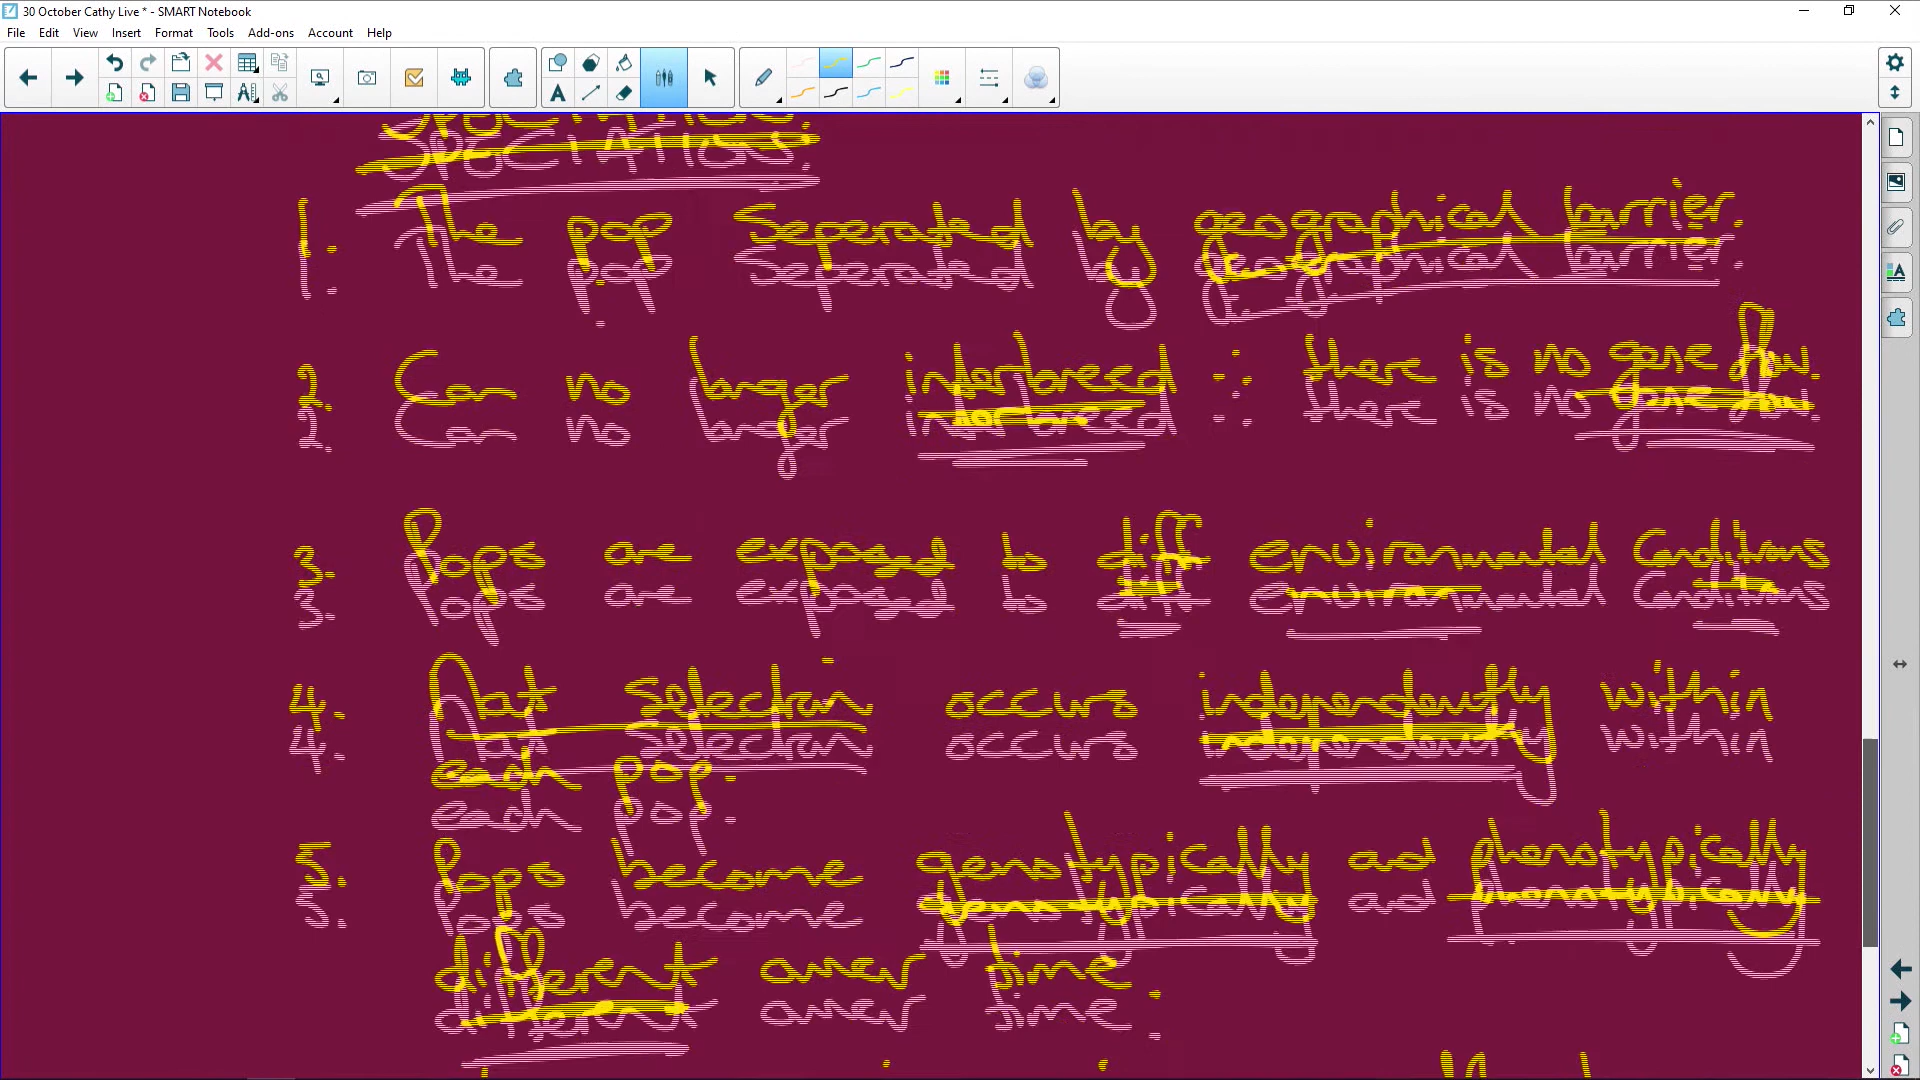 30 October Cathy Live * - SMART Notebook
File Edit View Insert Format Tools Add-ons Account Help
SPECIATION.
1. The pop Seperated by geographical barrier.
2. Can no longer interbreed ∴ there is no gene flow.
3. Pops are exposed to diff environmental Conditions
4. Nat selection occurs independently within
each pop.
5. Pops become genotypically and phenotypically
different over time.